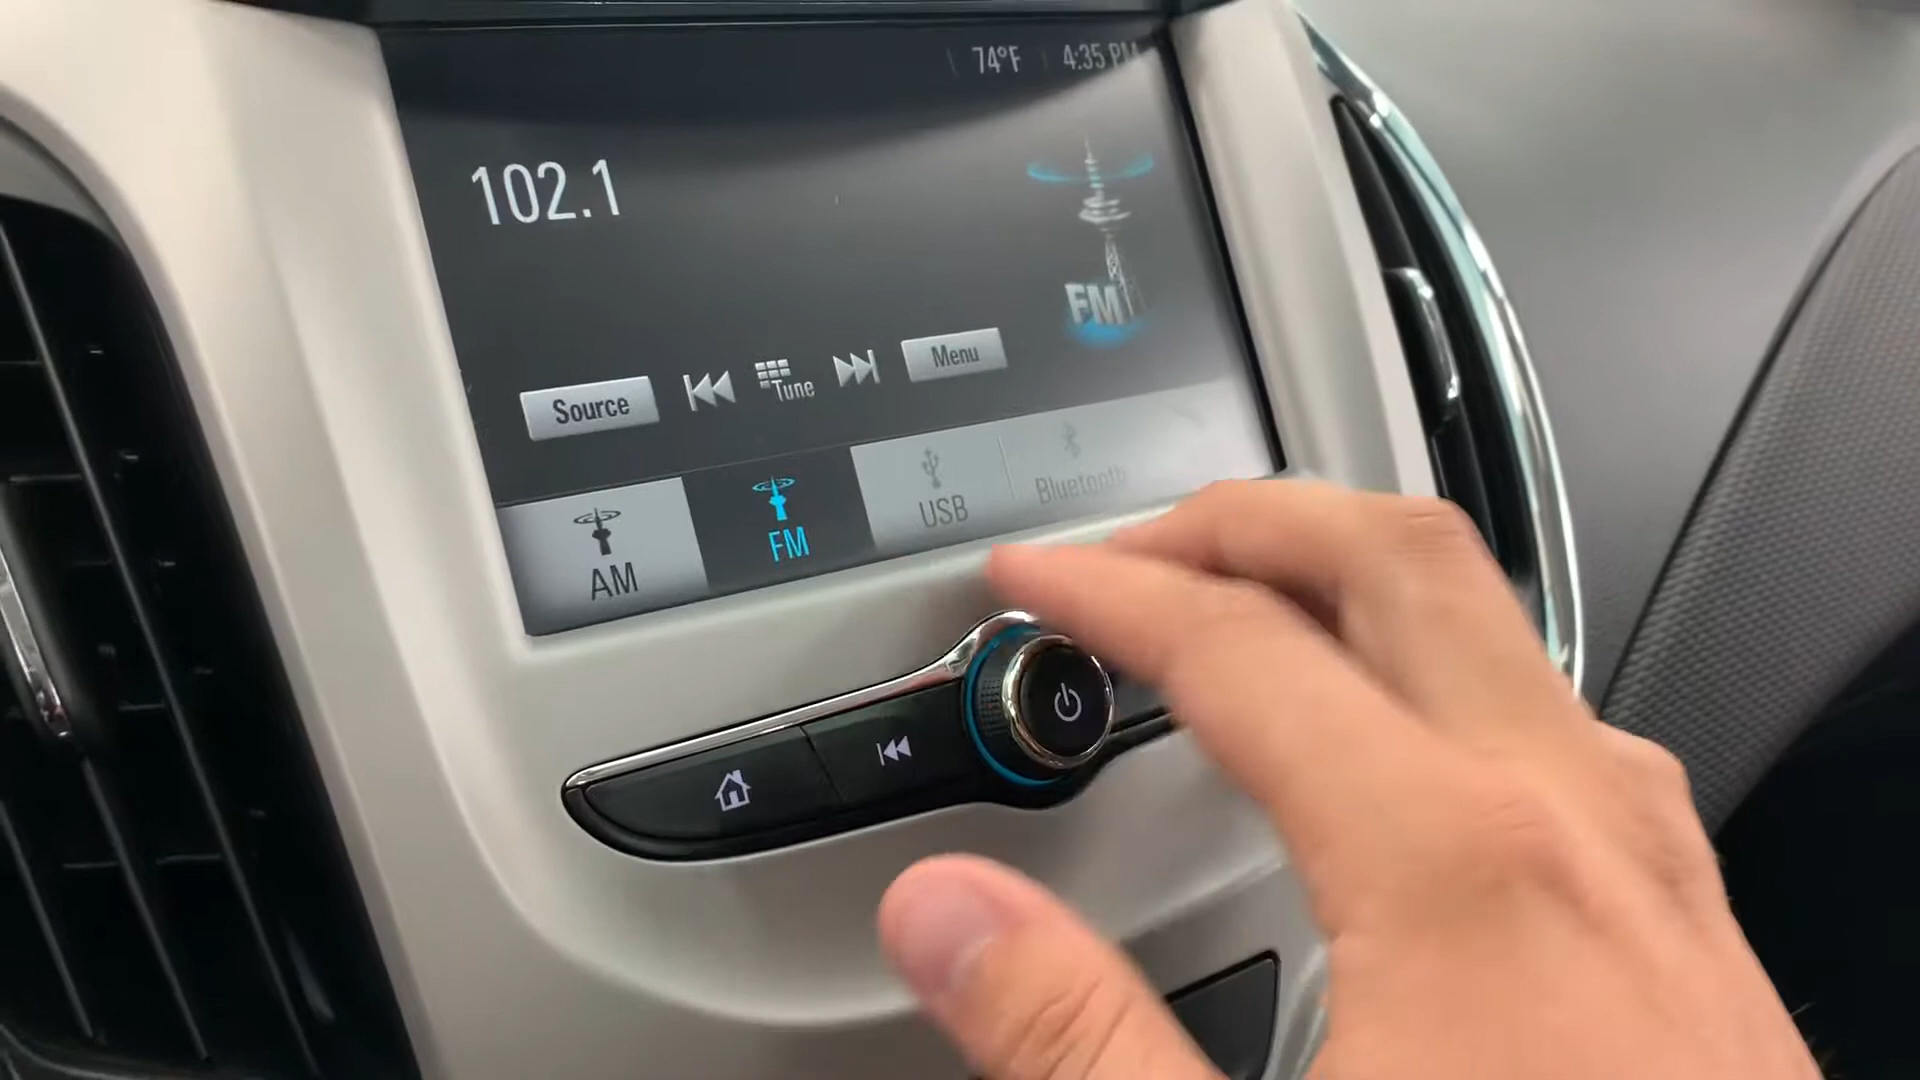 74°F 4:35 PM
102.1
FM
Source Tune Menu
AM FM USB Bluetooth